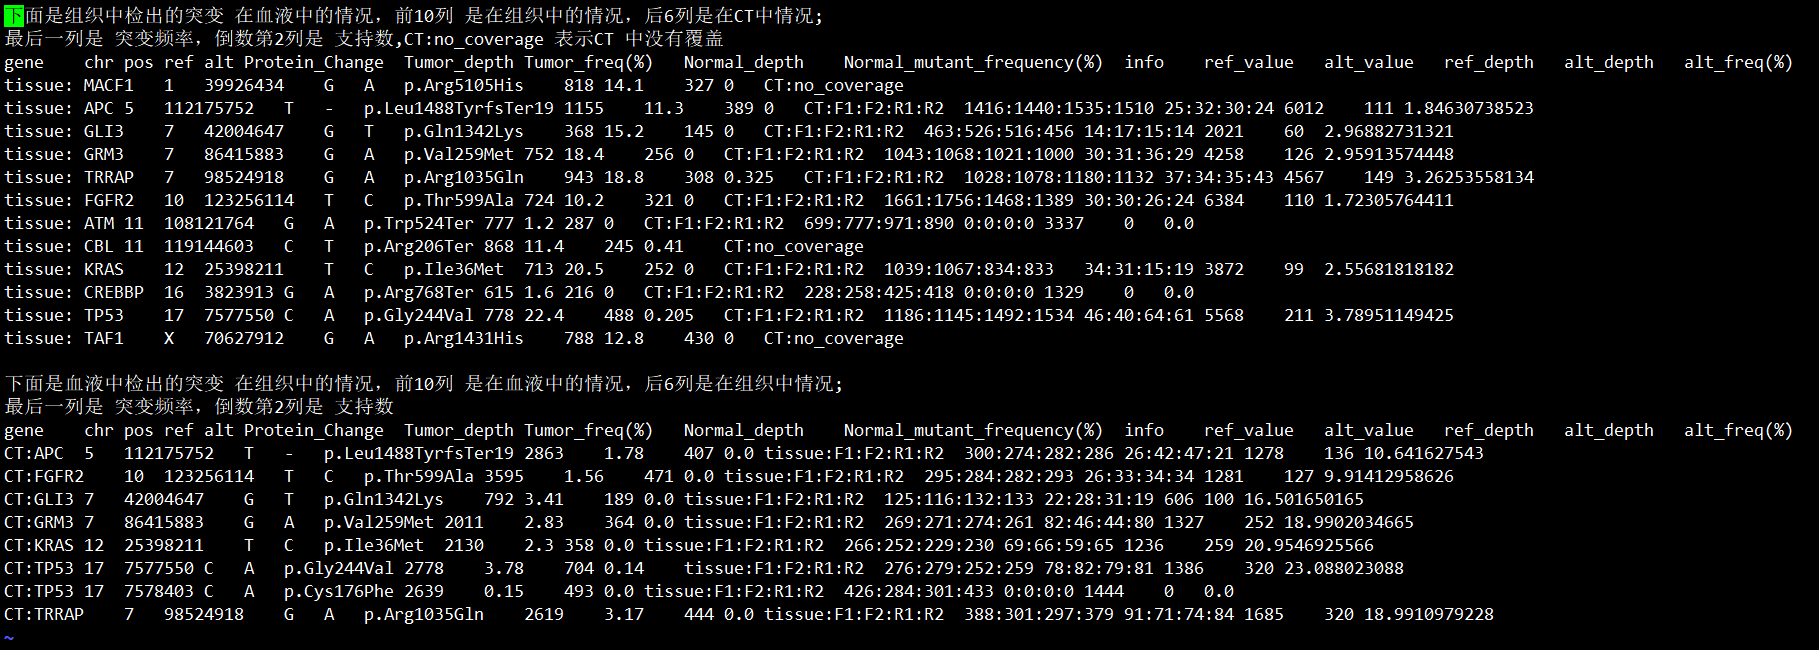 下面是组织中检出的突变 在血液中的情况，前10列 是在组织中的情况，后6列是在CT中情况;
最后一列是 突变频率，倒数第2列是 支持数,CT:no_coverage 表示CT 中没有覆盖
gene chr pos ref alt Protein_Change Tumor_depth Tumor_freq(%) Normal_depth Normal_mutant_frequency(%) info ref_value alt_value ref_depth alt_depth alt_freq(%)
tissue: MACF1 1 39926434 G A p.Arg5105His 818 14.1 327 0 CT:no_coverage
tissue: APC 5 112175752 T - p.Leu1488TyrfsTer19 1155 11.3 389 0 CT:F1:F2:R1:R2 1416:1440:1535:1510 25:32:30:24 6012 111 1.84630738523
tissue: GLI3 7 42004647 G T p.Gln1342Lys 368 15.2 145 0 CT:F1:F2:R1:R2 463:526:516:456 14:17:15:14 2021 60 2.96882731321
tissue: GRM3 7 86415883 G A p.Val259Met 752 18.4 256 0 CT:F1:F2:R1:R2 1043:1068:1021:1000 30:31:36:29 4258 126 2.95913574448
tissue: TRRAP 7 98524918 G A p.Arg1035Gln 943 18.8 308 0.325 CT:F1:F2:R1:R2 1028:1078:1180:1132 37:34:35:43 4567 149 3.26253558134
tissue: FGFR2 10 123256114 T C p.Thr599Ala 724 10.2 321 0 CT:F1:F2:R1:R2 1661:1756:1468:1389 30:30:26:24 6384 110 1.72305764411
tissue: ATM 11 108121764 G A p.Trp524Ter 777 1.2 287 0 CT:F1:F2:R1:R2 699:777:971:890 0:0:0:0 3337 0 0.0
tissue: CBL 11 119144603 C T p.Arg206Ter 868 11.4 245 0.41 CT:no_coverage
tissue: KRAS 12 25398211 T C p.Ile36Met 713 20.5 252 0 CT:F1:F2:R1:R2 1039:1067:834:833 34:31:15:19 3872 99 2.55681818182
tissue: CREBBP 16 3823913 G A p.Arg768Ter 615 1.6 216 0 CT:F1:F2:R1:R2 228:258:425:418 0:0:0:0 1329 0 0.0
tissue: TP53 17 7577550 C A p.Gly244Val 778 22.4 488 0.205 CT:F1:F2:R1:R2 1186:1145:1492:1534 46:40:64:61 5568 211 3.78951149425
tissue: TAF1 X 70627912 G A p.Arg1431His 788 12.8 430 0 CT:no_coverage
下面是血液中检出的突变 在组织中的情况，前10列 是在血液中的情况，后6列是在组织中情况;
最后一列是 突变频率，倒数第2列是 支持数
gene chr pos ref alt Protein_Change Tumor_depth Tumor_freq(%) Normal_depth Normal_mutant_frequency(%) info ref_value alt_value ref_depth alt_depth alt_freq(%)
CT:APC 5 112175752 T - p.Leu1488TyrfsTer19 2863 1.78 407 0.0 tissue:F1:F2:R1:R2 300:274:282:286 26:42:47:21 1278 136 10.641627543
CT:FGFR2 10 123256114 T C p.Thr599Ala 3595 1.56 471 0.0 tissue:F1:F2:R1:R2 295:284:282:293 26:33:34:34 1281 127 9.91412958626
CT:GLI3 7 42004647 G T p.Gln1342Lys 792 3.41 189 0.0 tissue:F1:F2:R1:R2 125:116:132:133 22:28:31:19 606 100 16.501650165
CT:GRM3 7 86415883 G A p.Val259Met 2011 2.83 364 0.0 tissue:F1:F2:R1:R2 269:271:274:261 82:46:44:80 1327 252 18.9902034665
CT:KRAS 12 25398211 T C p.Ile36Met 2130 2.3 358 0.0 tissue:F1:F2:R1:R2 266:252:229:230 69:66:59:65 1236 259 20.9546925566
CT:TP53 17 7577550 C A p.Gly244Val 2778 3.78 704 0.14 tissue:F1:F2:R1:R2 276:279:252:259 78:82:79:81 1386 320 23.088023088
CT:TP53 17 7578403 C A p.Cys176Phe 2639 0.15 493 0.0 tissue:F1:F2:R1:R2 426:284:301:433 0:0:0:0 1444 0 0.0
CT:TRRAP 7 98524918 G A p.Arg1035Gln 2619 3.17 444 0.0 tissue:F1:F2:R1:R2 388:301:297:379 91:71:74:84 1685 320 18.9910979228
~